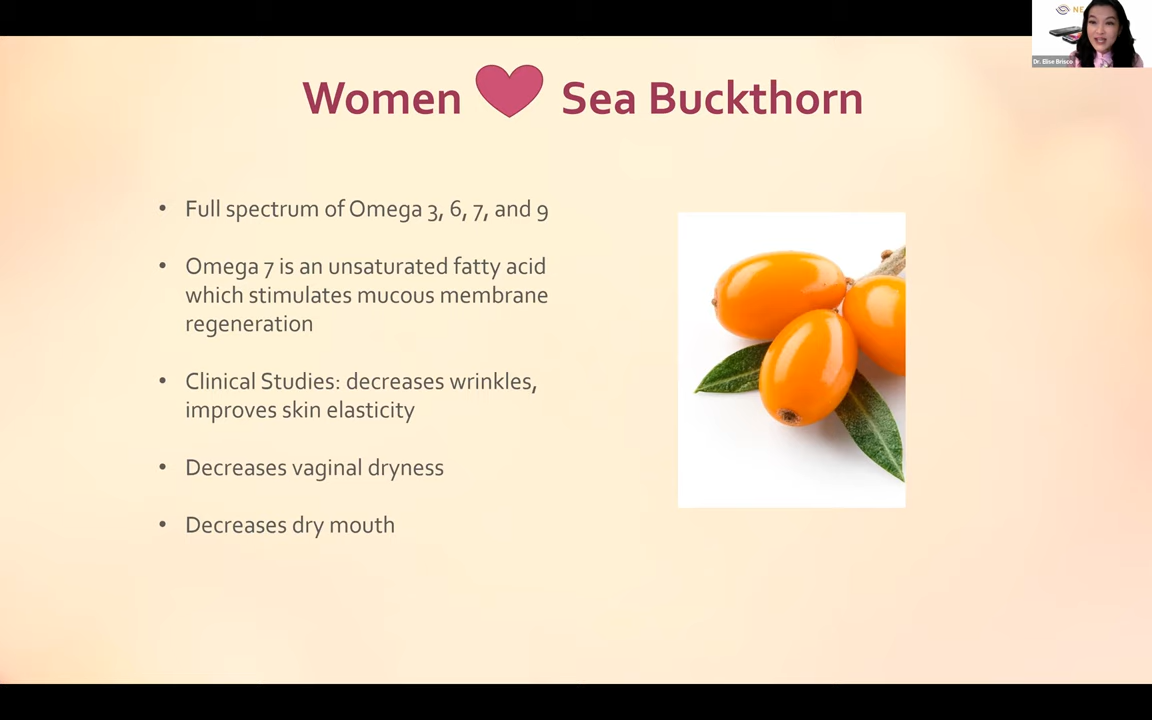 NE
Dr. Elise Brisco
Women Sea Buckthorn
• Full spectrum of Omega 3, 6, 7, and 9
• Omega 7 is an unsaturated fatty acid
which stimulates mucous membrane
regeneration
• Clinical Studies: decreases wrinkles,
improves skin elasticity
• Decreases vaginal dryness
• Decreases dry mouth